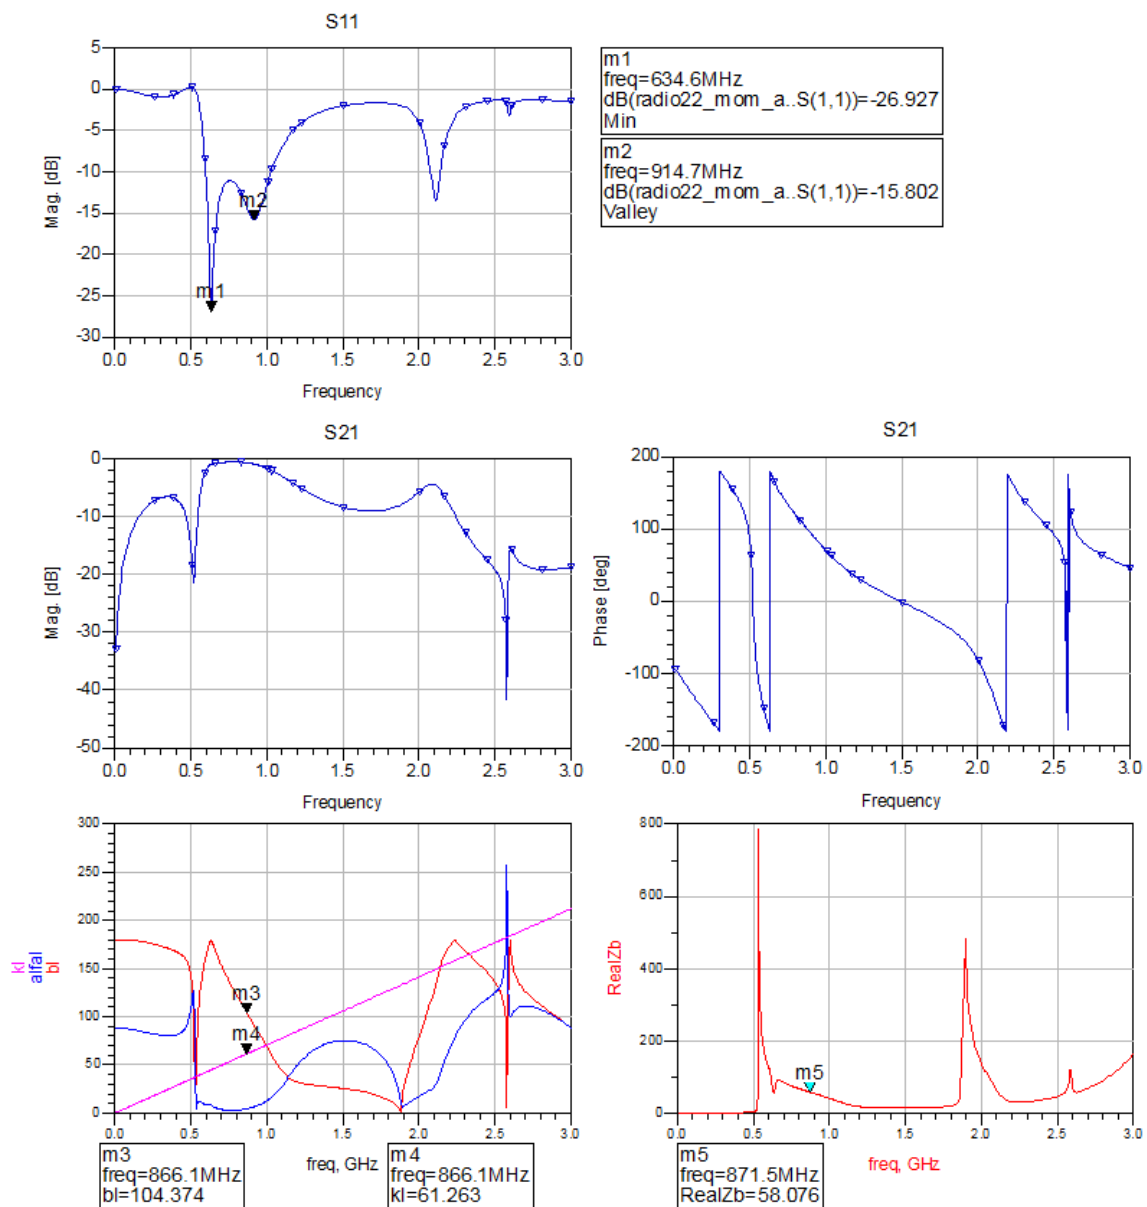 S11
5
0
-5
-10
-15
-20
-25
-30
Mag. [dB]
m1
m2
0.0 0.5 1.0 1.5 2.0 2.5 3.0
Frequency
m1
freq=634.6MHz
dB(radio22_mom_a..S(1,1))=-26.927
Min
m2
freq=914.7MHz
dB(radio22_mom_a..S(1,1))=-15.802
Valley
S21
0
-10
-20
-30
-40
-50
Mag. [dB]
0.0 0.5 1.0 1.5 2.0 2.5 3.0
Frequency
S21
200
100
0
-100
-200
Phase [deg]
0.0 0.5 1.0 1.5 2.0 2.5 3.0
Frequency
300
250
200
150
100
50
0
kl
alfal
bl
m3
m4
0.0 0.5 1.0 1.5 2.0 2.5 3.0
freq, GHz
m3
freq=866.1MHz
bl=104.374
m4
freq=866.1MHz
kl=61.263
800
600
400
200
0
RealZb
m5
0.0 0.5 1.0 1.5 2.0 2.5 3.0
freq, GHz
m5
freq=871.5MHz
RealZb=58.076